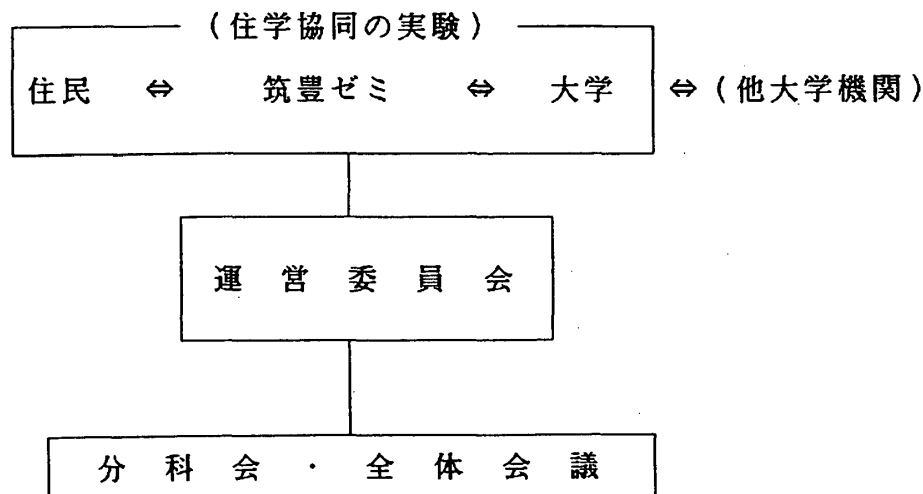 (住学協同の実験)
住民 ⇔ 筑豊ゼミ ⇔ 大学 ⇔ (他大学機関)
運営委員会
分科会・全体会議